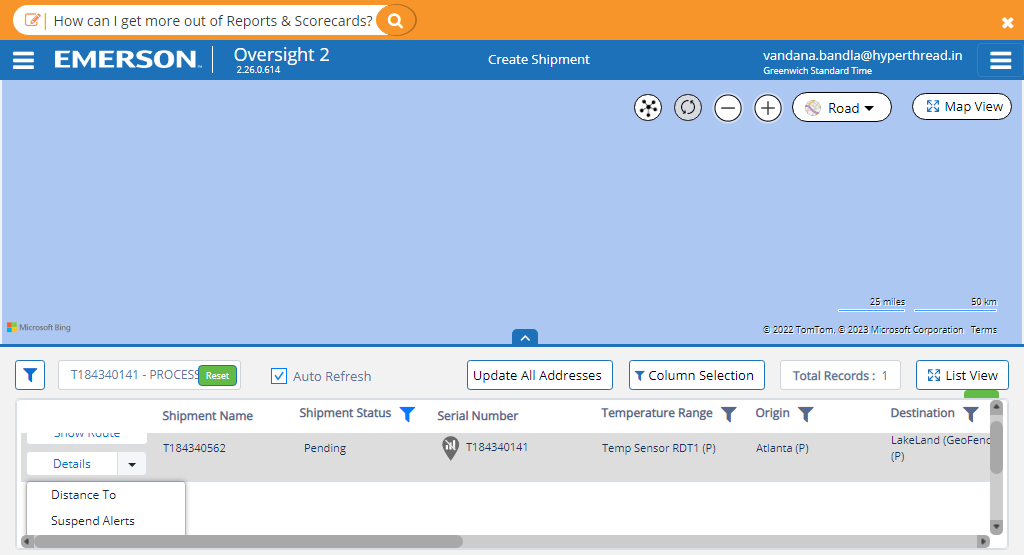 How can I get more out of Reports & Scorecards?
EMERSON
Oversight 2
2.26.0.614
Create Shipment
vandana.bandla@hyperthread.in
Greenwich Standard Time
Road
Map View
25 miles
50 km
Microsoft Bing
© 2022 TomTom, © 2023 Microsoft Corporation Terms
T184340141 - PROCESS
Reset
Auto Refresh
Update All Addresses
Column Selection
Total Records : 1
List View
Shipment Name
Shipment Status
Serial Number
Temperature Range
Origin
Destination
Show Route
T184340562
Pending
T184340141
Temp Sensor RDT1 (P)
Atlanta (P)
LakeLand (GeoFenc
(P)
Details
Distance To
Suspend Alerts